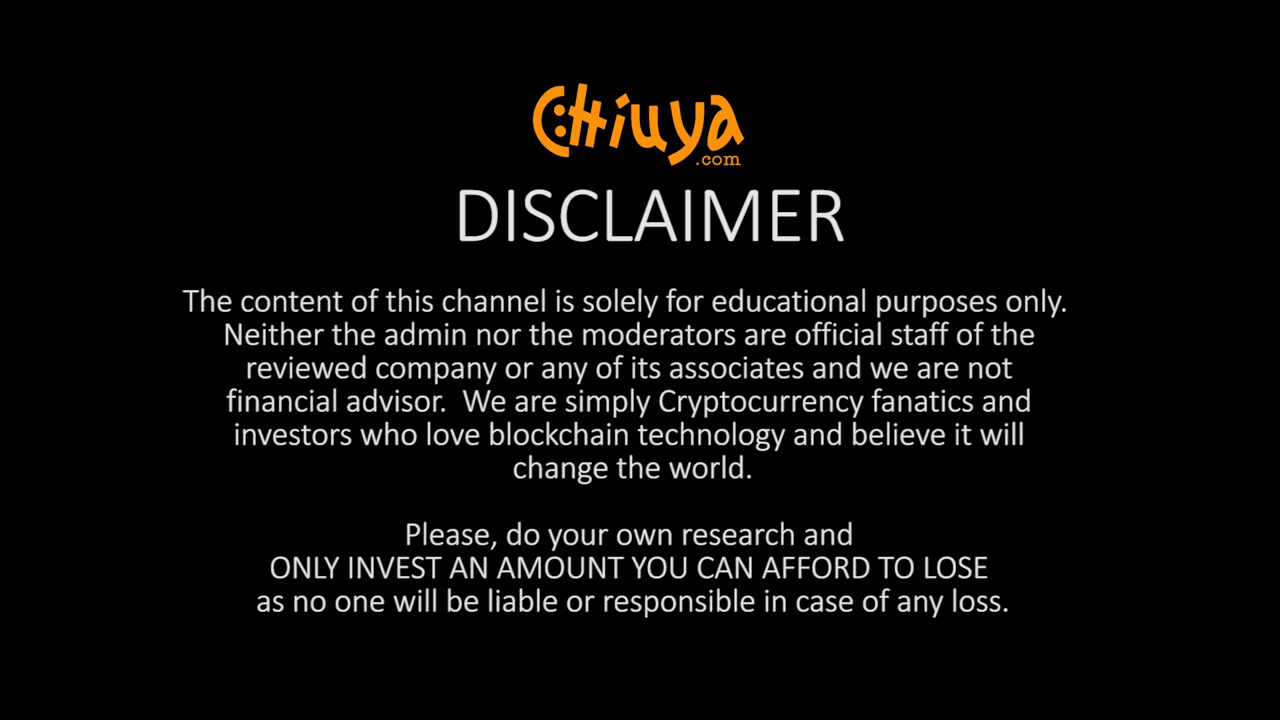 CHiuya
.com
DISCLAIMER
The content of this channel is solely for educational purposes only.
Neither the admin nor the moderators are official staff of the
reviewed company or any of its associates and we are not
financial advisor.  We are simply Cryptocurrency fanatics and
investors who love blockchain technology and believe it will
change the world.
Please, do your own research and
ONLY INVEST AN AMOUNT YOU CAN AFFORD TO LOSE
as no one will be liable or responsible in case of any loss.